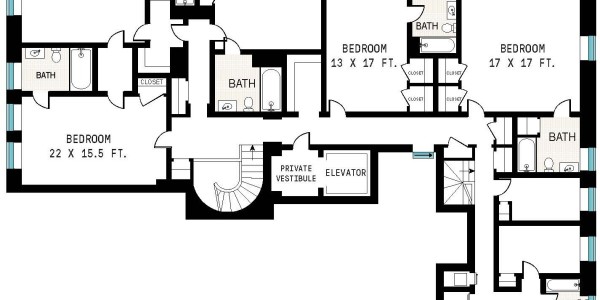 BATH
BEDROOM
13 X 17 FT.
BEDROOM
17 X 17 FT.
BATH
BATH
CLOSET
CLOSET
CLOSET
CLOSET
CLOSET
BEDROOM
22 X 15.5 FT.
BATH
PRIVATE
VESTIBULE
ELEVATOR